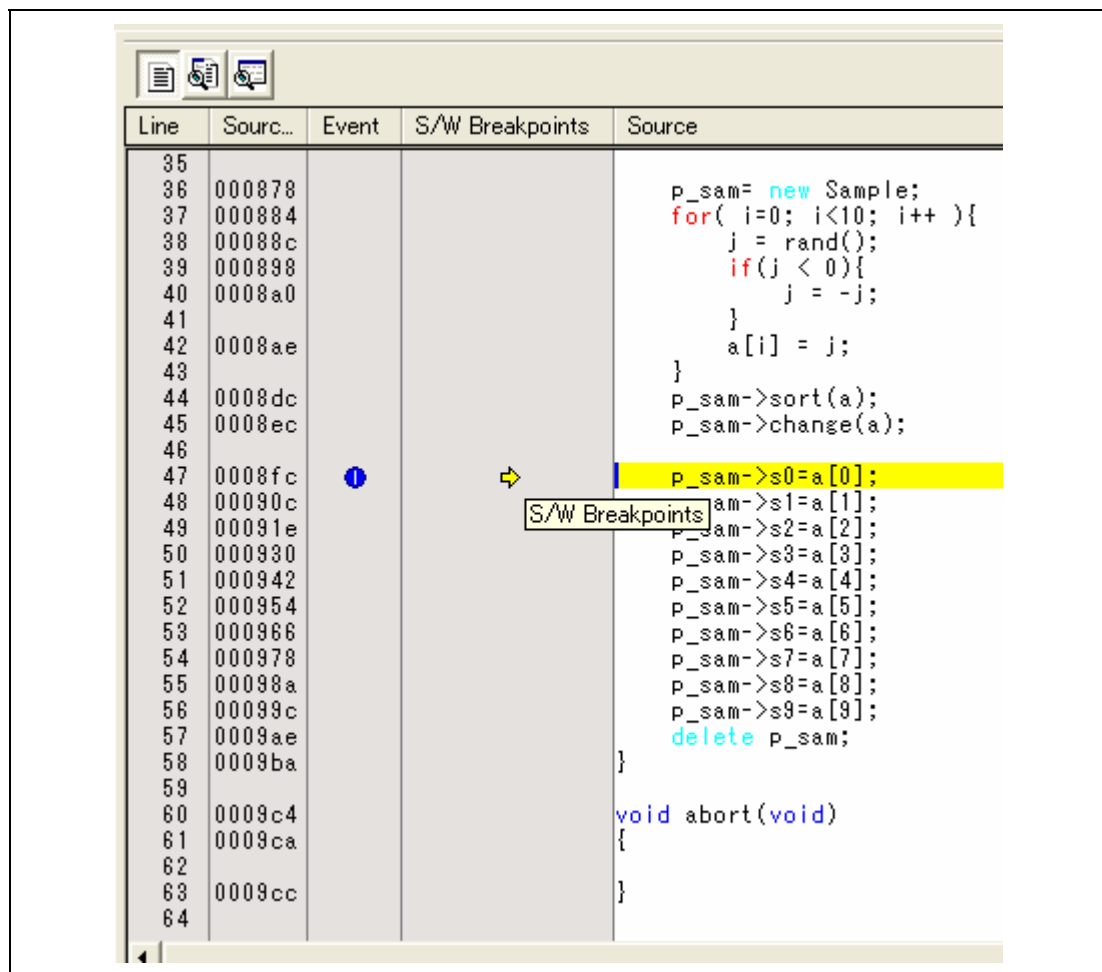 Line Sourc... Event S/W Breakpoints Source
35
36 000878 p_sam= new Sample;
37 000884 for( i=0; i<10; i++ ){
38 00088c j = rand();
39 000898 if(j < 0){
40 0008a0 j = -j;
41 }
42 0008ae a[i] = j;
43 }
44 0008dc p_sam->sort(a);
45 0008ec p_sam->change(a);
46
47 0008fc p_sam->s0=a[0];
48 00090c am->s1=a[1];
S/W Breakpoints
49 00091e p_sam->s2=a[2];
50 000930 p_sam->s3=a[3];
51 000942 p_sam->s4=a[4];
52 000954 p_sam->s5=a[5];
53 000966 p_sam->s6=a[6];
54 000978 p_sam->s7=a[7];
55 00098a p_sam->s8=a[8];
56 00099c p_sam->s9=a[9];
57 0009ae delete p_sam;
58 0009ba }
59
60 0009c4 void abort(void)
61 0009ca {
62
63 0009cc }
64